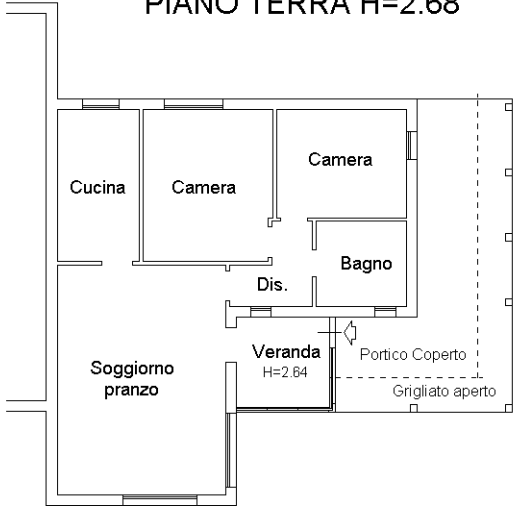 PIANO TERRA H=2.68
Camera
Cucina
Camera
Bagno
Dis.
Veranda
H=2.64
Portico Coperto
Soggiorno
pranzo
Grigliato aperto